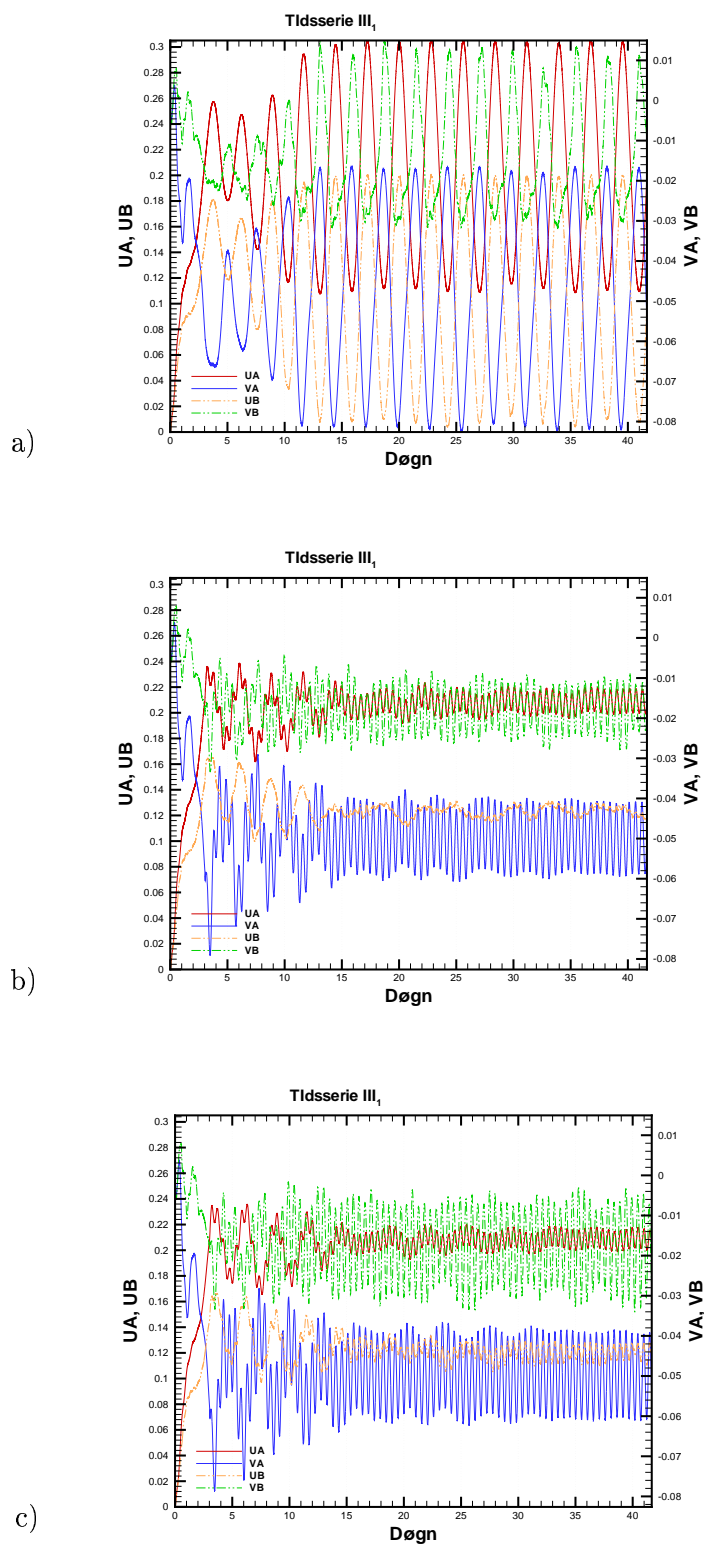 TIdsserie III1
0.3
0.28
0.26
0.24
0.22
0.2
0.18
0.16
0.14
0.12
0.1
0.08
0.06
0.04
0.02
0
UA, UB
0.01
0
-0.01
-0.02
-0.03
-0.04
-0.05
-0.06
-0.07
-0.08
VA, VB
UA
VA
UB
VB
0 5 10 15 20 25 30 35 40
Døgn
a)
TIdsserie III1
0.3
0.28
0.26
0.24
0.22
0.2
0.18
0.16
0.14
0.12
0.1
0.08
0.06
0.04
0.02
0
UA, UB
0.01
0
-0.01
-0.02
-0.03
-0.04
-0.05
-0.06
-0.07
-0.08
VA, VB
UA
VA
UB
VB
0 5 10 15 20 25 30 35 40
Døgn
b)
TIdsserie III1
0.3
0.28
0.26
0.24
0.22
0.2
0.18
0.16
0.14
0.12
0.1
0.08
0.06
0.04
0.02
0
UA, UB
0.01
0
-0.01
-0.02
-0.03
-0.04
-0.05
-0.06
-0.07
-0.08
VA, VB
UA
VA
UB
VB
0 5 10 15 20 25 30 35 40
Døgn
c)